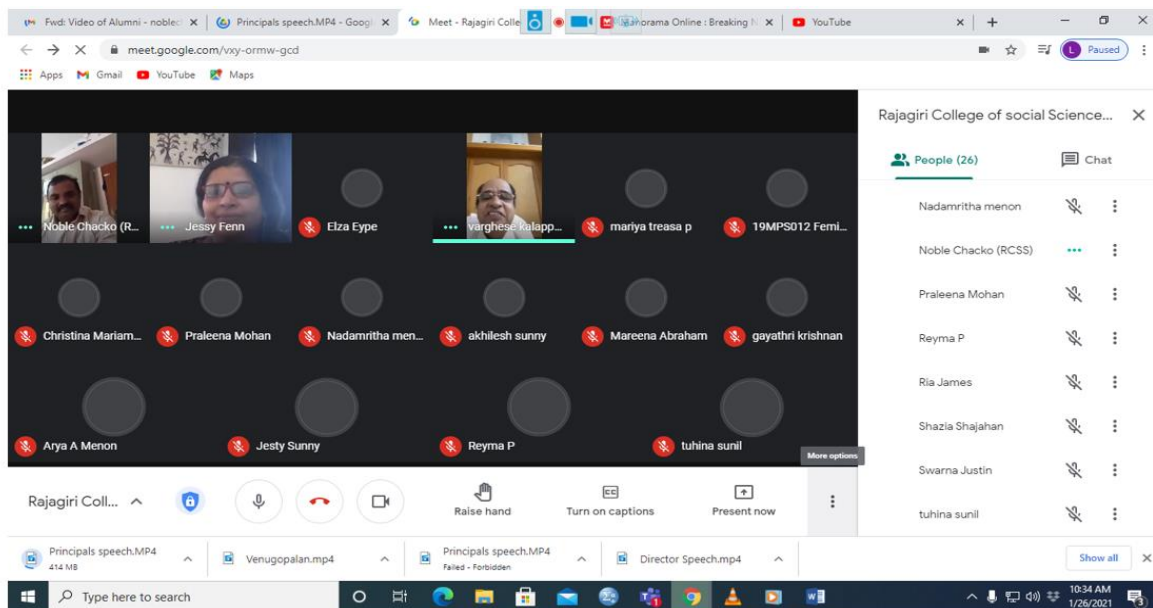 Fwd: Video of Alumni - noblec
Principals speech.MP4 - Goog
Meet - Rajagiri Colle
Manorama Online : Breaking N
YouTube
meet.google.com/vxy-ormw-gcd
L Paused
Apps Gmail YouTube Maps
Rajagiri College of social Science...
People (26) Chat
Noble Chacko (R...
Jessy Fenn
Elza Eype
varghese kalapp...
mariya treasa p
19MPS012 Femi...
Christina Mariam...
Praleena Mohan
Nadamritha men...
akhilesh sunny
Mareena Abraham
gayathri krishnan
Arya A Menon
Jesty Sunny
Reyma P
tuhina sunil
More options
Nadamritha menon
Noble Chacko (RCSS)
Praleena Mohan
Reyma P
Ria James
Shazia Shajahan
Swarna Justin
tuhina sunil
Rajagiri Coll...
Raise hand
CC
Turn on captions
Present now
Principals speech.MP4
414 MB
Venugopalan.mp4
Principals speech.MP4
Failed - Forbidden
Director Speech.mp4
Show all
Type here to search
10:34 AM
1/26/2021